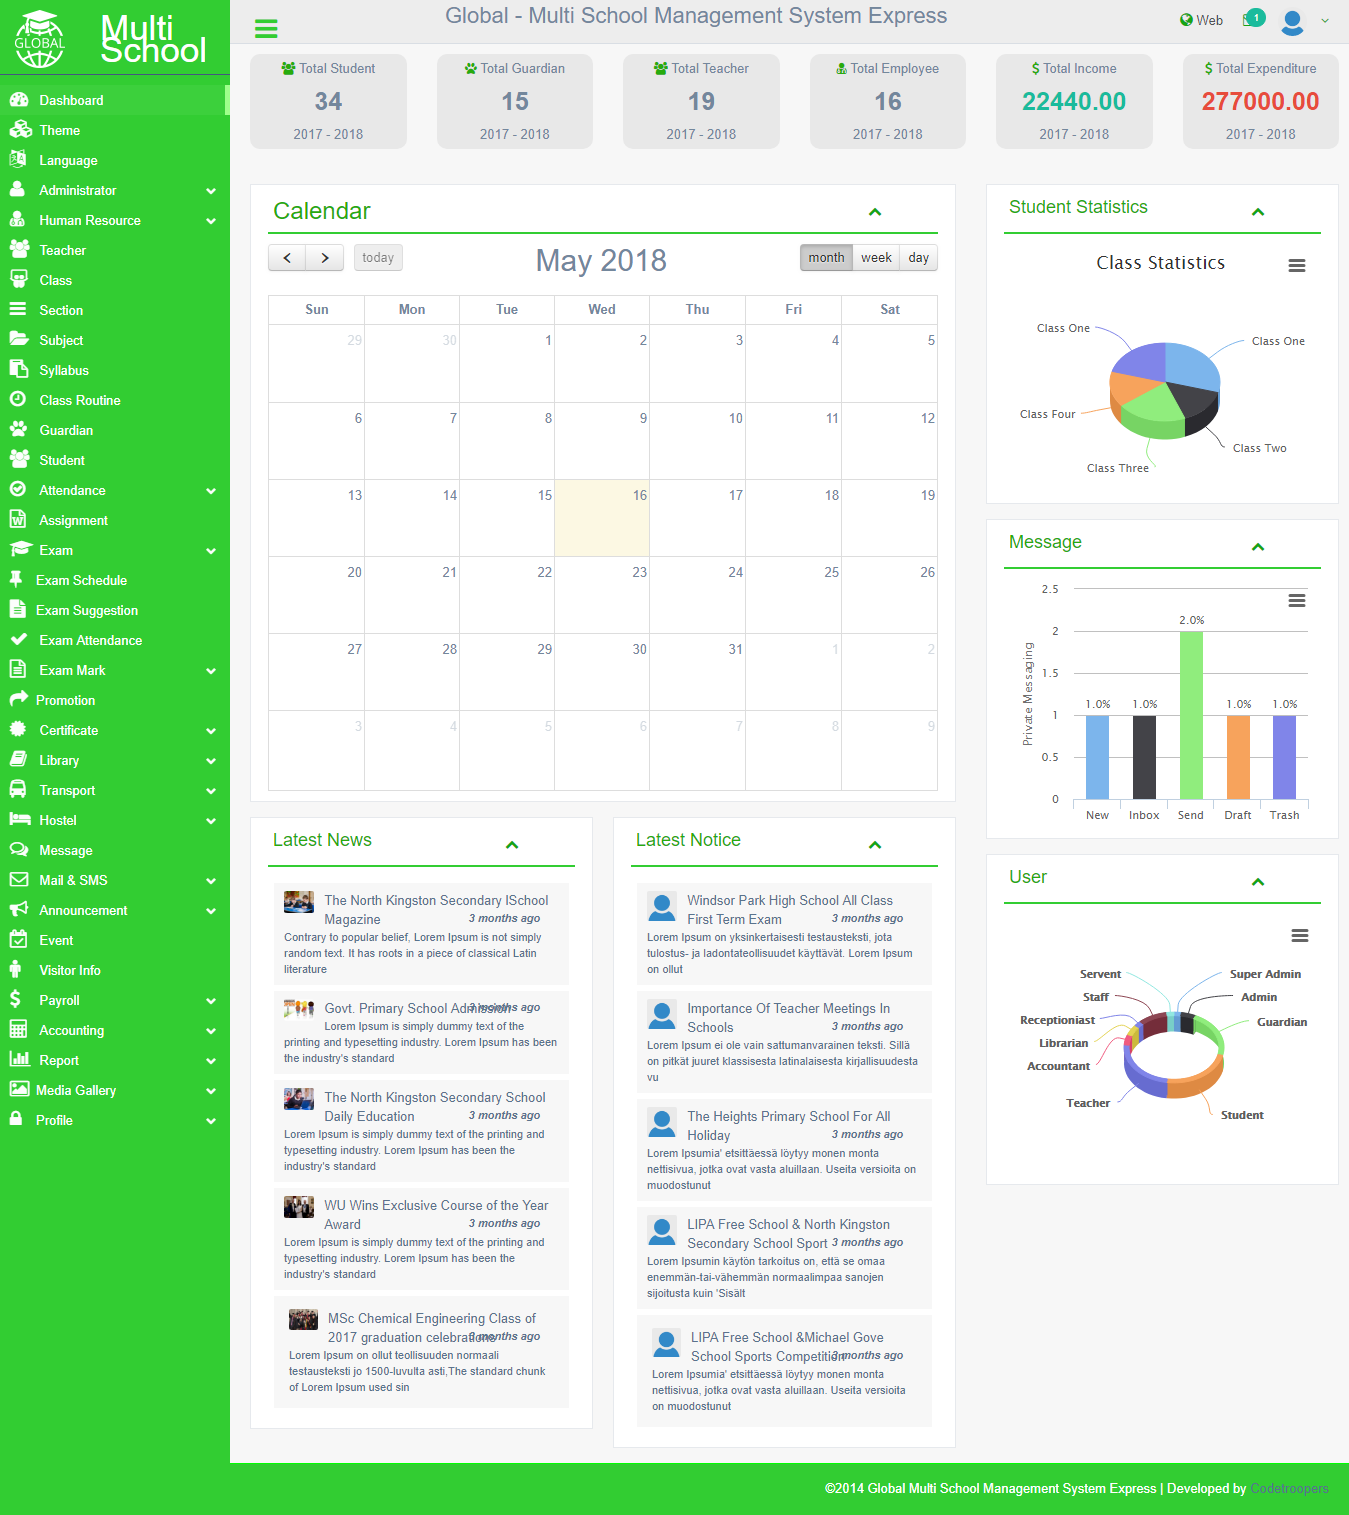 GLOBAL
Multi
School
Global - Multi School Management System Express
Web
1
Dashboard
Theme
Language
Administrator
Human Resource
Teacher
Class
Section
Subject
Syllabus
Class Routine
Guardian
Student
Attendance
Assignment
Exam
Exam Schedule
Exam Suggestion
Exam Attendance
Exam Mark
Promotion
Certificate
Library
Transport
Hostel
Message
Mail & SMS
Announcement
Event
Visitor Info
Payroll
Accounting
Report
Media Gallery
Profile
Total Student
34
2017 - 2018
Total Guardian
15
2017 - 2018
Total Teacher
19
2017 - 2018
Total Employee
16
2017 - 2018
$ Total Income
22440.00
2017 - 2018
$ Total Expenditure
277000.00
2017 - 2018
Calendar
today
May 2018
month week day
Sun Mon Tue Wed Thu Fri Sat
29 30 1 2 3 4 5
6 7 8 9 10 11 12
13 14 15 16 17 18 19
20 21 22 23 24 25 26
27 28 29 30 31 1 2
3 4 5 6 7 8 9
Student Statistics
Class Statistics
Class One
Class One
Class Four
Class Two
Class Three
Message
Private Messaging
2.5
2
1.5
1
0.5
0
1.0% 1.0% 2.0% 1.0% 1.0%
New Inbox Send Draft Trash
User
Servent
Super Admin
Staff
Admin
Receptioniast
Guardian
Librarian
Accountant
Teacher
Student
Latest News
The North Kingston Secondary ISchool
Magazine 3 months ago
Contrary to popular belief, Lorem Ipsum is not simply
random text. It has roots in a piece of classical Latin
literature
Govt. Primary School Admission 3 months ago
Lorem Ipsum is simply dummy text of the
printing and typesetting industry. Lorem Ipsum has been
the industry's standard
The North Kingston Secondary School
Daily Education 3 months ago
Lorem Ipsum is simply dummy text of the printing and
typesetting industry. Lorem Ipsum has been the
industry's standard
WU Wins Exclusive Course of the Year
Award 3 months ago
Lorem Ipsum is simply dummy text of the printing and
typesetting industry. Lorem Ipsum has been the
industry's standard
MSc Chemical Engineering Class of
2017 graduation celebrations 3 months ago
Lorem Ipsum on ollut teollisuuden normaali
testausteksti jo 1500-luvulta asti,The standard chunk
of Lorem Ipsum used sin
Latest Notice
Windsor Park High School All Class
First Term Exam 3 months ago
Lorem Ipsum on yksinkertaisesti testausteksti, jota
tulostus- ja ladontateollisuudet käyttävät. Lorem Ipsum
on ollut
Importance Of Teacher Meetings In
Schools 3 months ago
Lorem Ipsum ei ole vain sattumanvarainen teksti. Sillä
on pitkät juuret klassisesta latinalaisesta kirjallisuudesta
vu
The Heights Primary School For All
Holiday 3 months ago
Lorem Ipsumia' etsittäessä löytyy monen monta
nettisivua, jotka ovat vasta aluillaan. Useita versioita on
muodostunut
LIPA Free School & North Kingston
Secondary School Sport 3 months ago
Lorem Ipsumin käytön tarkoitus on, että se omaa
enemmän-tai-vähemmän normaalimpaa sanojen
sijoitusta kuin 'Sisält
LIPA Free School &Michael Gove
School Sports Competition 3 months ago
Lorem Ipsumia' etsittäessä löytyy monen monta
nettisivua, jotka ovat vasta aluillaan. Useita versioita
on muodostunut
©2014 Global Multi School Management System Express | Developed by Codetroopers